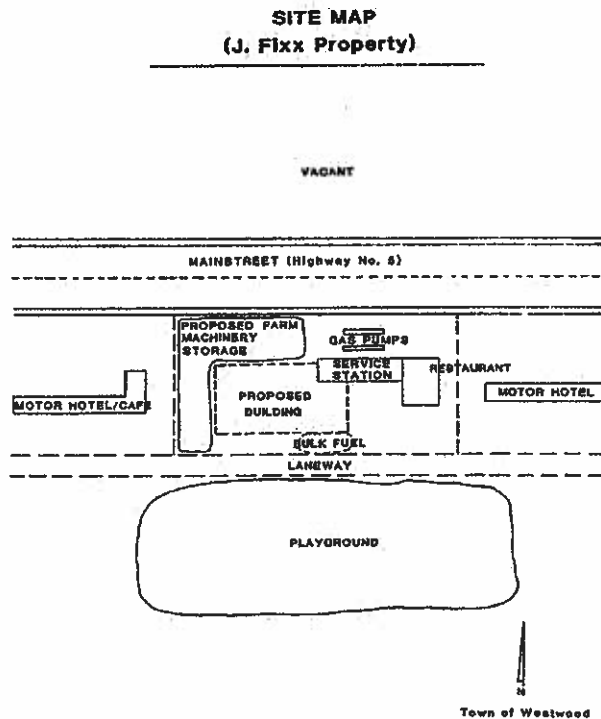 SITE MAP
(J. Fixx Property)
VACANT
MAINSTREET (Highway No. 5)
PROPOSED FARM
MACHINERY
STORAGE
GAS PUMPS
SERVICE
STATION
RESTAURANT
MOTOR HOTEL/CAFE
PROPOSED
BUILDING
MOTOR HOTEL
BULK FUEL
LANEWAY
PLAYGROUND
N
Town of Westwood